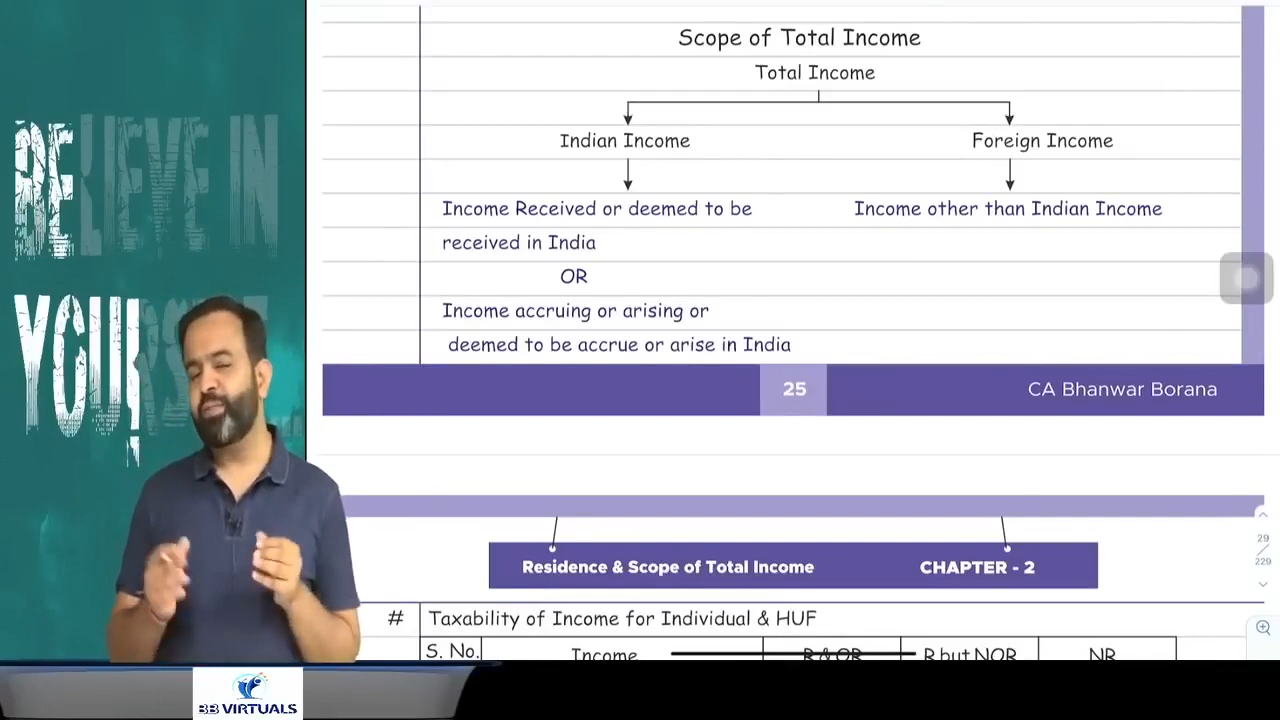 BELIEVE IN
Scope of Total Income
Total Income
Indian Income
Foreign Income
Income Received or deemed to be
received in India
OR
Income accruing or arising or
deemed to be accrue or arise in India
Income other than Indian Income
25
CA Bhanwar Borana
Residence & Scope of Total Income
CHAPTER - 2
29
229
# Taxability of Income for Individual & HUF
S. No. Income R & OR R but NOR NR
BB VIRTUALS